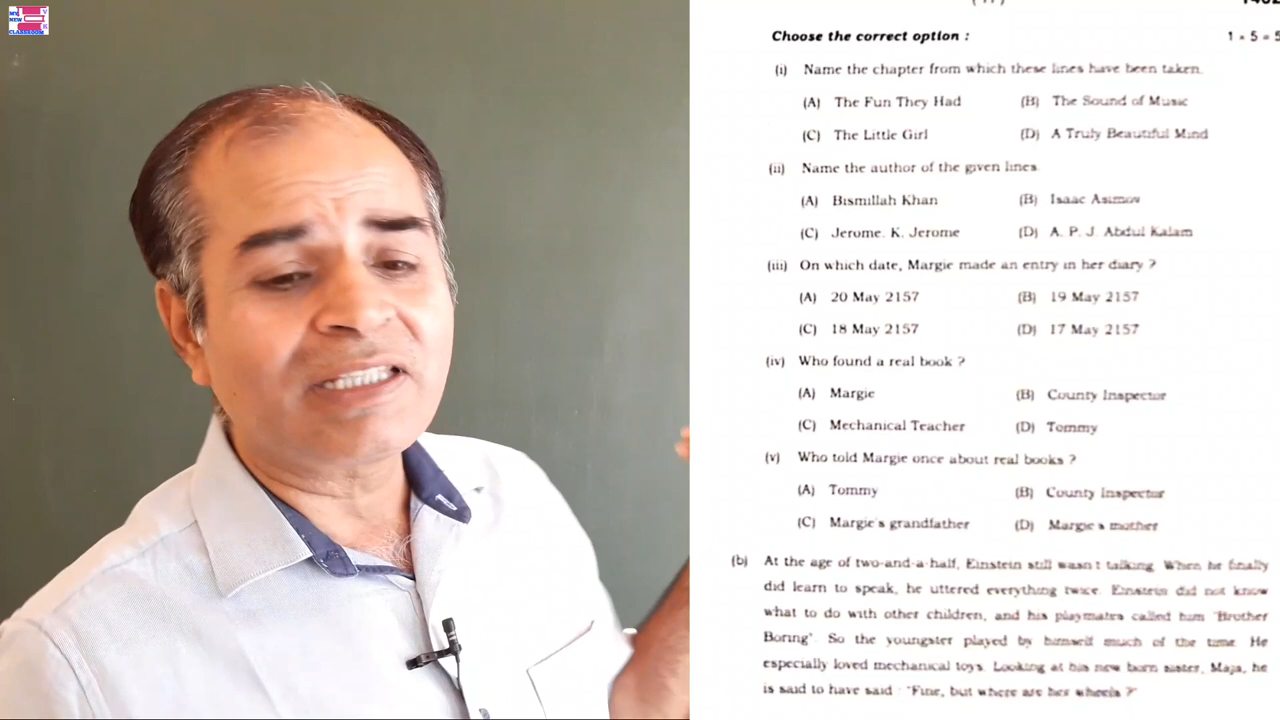 MY
NEW
CLASSROOM
V
K
Choose the correct option : 1 × 5 = 5
(i) Name the chapter from which these lines have been taken.
(A) The Fun They Had (B) The Sound of Music
(C) The Little Girl (D) A Truly Beautiful Mind
(ii) Name the author of the given lines.
(A) Bismillah Khan (B) Isaac Asimov
(C) Jerome. K. Jerome (D) A. P. J. Abdul Kalam
(iii) On which date, Margie made an entry in her diary ?
(A) 20 May 2157 (B) 19 May 2157
(C) 18 May 2157 (D) 17 May 2157
(iv) Who found a real book ?
(A) Margie (B) County Inspector
(C) Mechanical Teacher (D) Tommy
(v) Who told Margie once about real books ?
(A) Tommy (B) County Inspector
(C) Margie's grandfather (D) Margie's mother
(b) At the age of two-and-a-half, Einstein still wasn't talking. When he finally
did learn to speak, he uttered everything twice. Einstein did not know
what to do with other children, and his playmates called him "Brother
Boring". So the youngster played by himself much of the time. He
especially loved mechanical toys. Looking at his new born sister, Maja, he
is said to have said : "Fine, but where are her wheels ?"